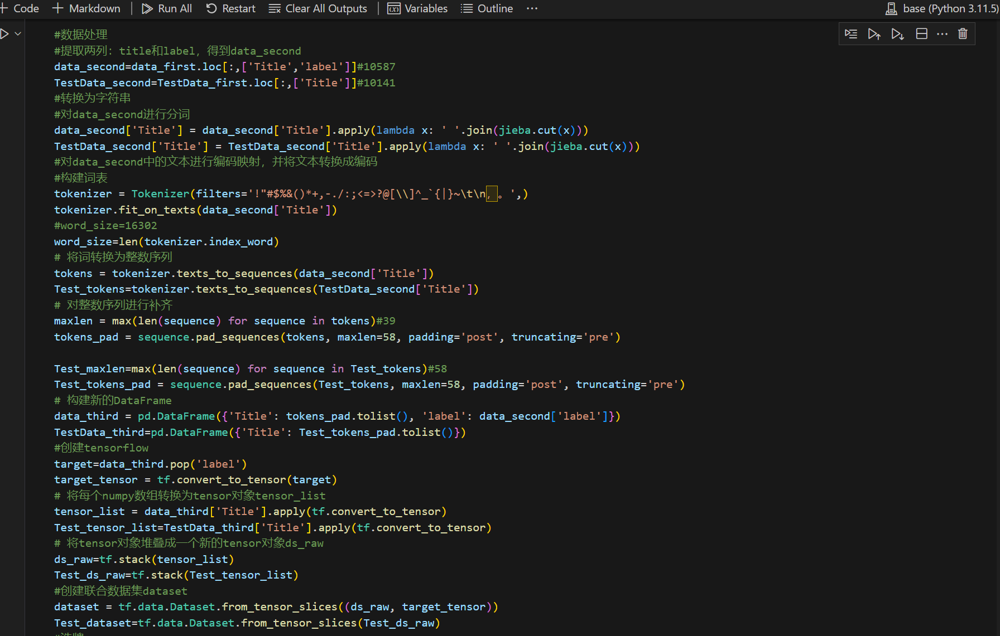 Code + Markdown | Run All Restart Clear All Outputs | Variables Outline ··· base (Python 3.11.5)
#数据处理
#提取两列：title和label，得到data_second
data_second=data_first.loc[:,['Title','label']]#10587
TestData_second=TestData_first.loc[:,['Title']]#10141
#转换为字符串
#对data_second进行分词
data_second['Title'] = data_second['Title'].apply(lambda x: ' '.join(jieba.cut(x)))
TestData_second['Title'] = TestData_second['Title'].apply(lambda x: ' '.join(jieba.cut(x)))
#对data_second中的文本进行编码映射，并将文本转换成编码
#构建词表
tokenizer = Tokenizer(filters='!"#$%&()*+,-./:;<=>?@[\\]^_`{|}~\t\n，。',)
tokenizer.fit_on_texts(data_second['Title'])
#word_size=16302
word_size=len(tokenizer.index_word)
# 将词转换为整数序列
tokens = tokenizer.texts_to_sequences(data_second['Title'])
Test_tokens=tokenizer.texts_to_sequences(TestData_second['Title'])
# 对整数序列进行补齐
maxlen = max(len(sequence) for sequence in tokens)#39
tokens_pad = sequence.pad_sequences(tokens, maxlen=58, padding='post', truncating='pre')
Test_maxlen=max(len(sequence) for sequence in Test_tokens)#58
Test_tokens_pad = sequence.pad_sequences(Test_tokens, maxlen=58, padding='post', truncating='pre')
# 构建新的DataFrame
data_third = pd.DataFrame({'Title': tokens_pad.tolist(), 'label': data_second['label']})
TestData_third=pd.DataFrame({'Title': Test_tokens_pad.tolist()})
#创建tensorflow
target=data_third.pop('label')
target_tensor = tf.convert_to_tensor(target)
# 将每个numpy数组转换为tensor对象tensor_list
tensor_list = data_third['Title'].apply(tf.convert_to_tensor)
Test_tensor_list=TestData_third['Title'].apply(tf.convert_to_tensor)
# 将tensor对象堆叠成一个新的tensor对象ds_raw
ds_raw=tf.stack(tensor_list)
Test_ds_raw=tf.stack(Test_tensor_list)
#创建联合数据集dataset
dataset = tf.data.Dataset.from_tensor_slices((ds_raw, target_tensor))
Test_dataset=tf.data.Dataset.from_tensor_slices(Test_ds_raw)